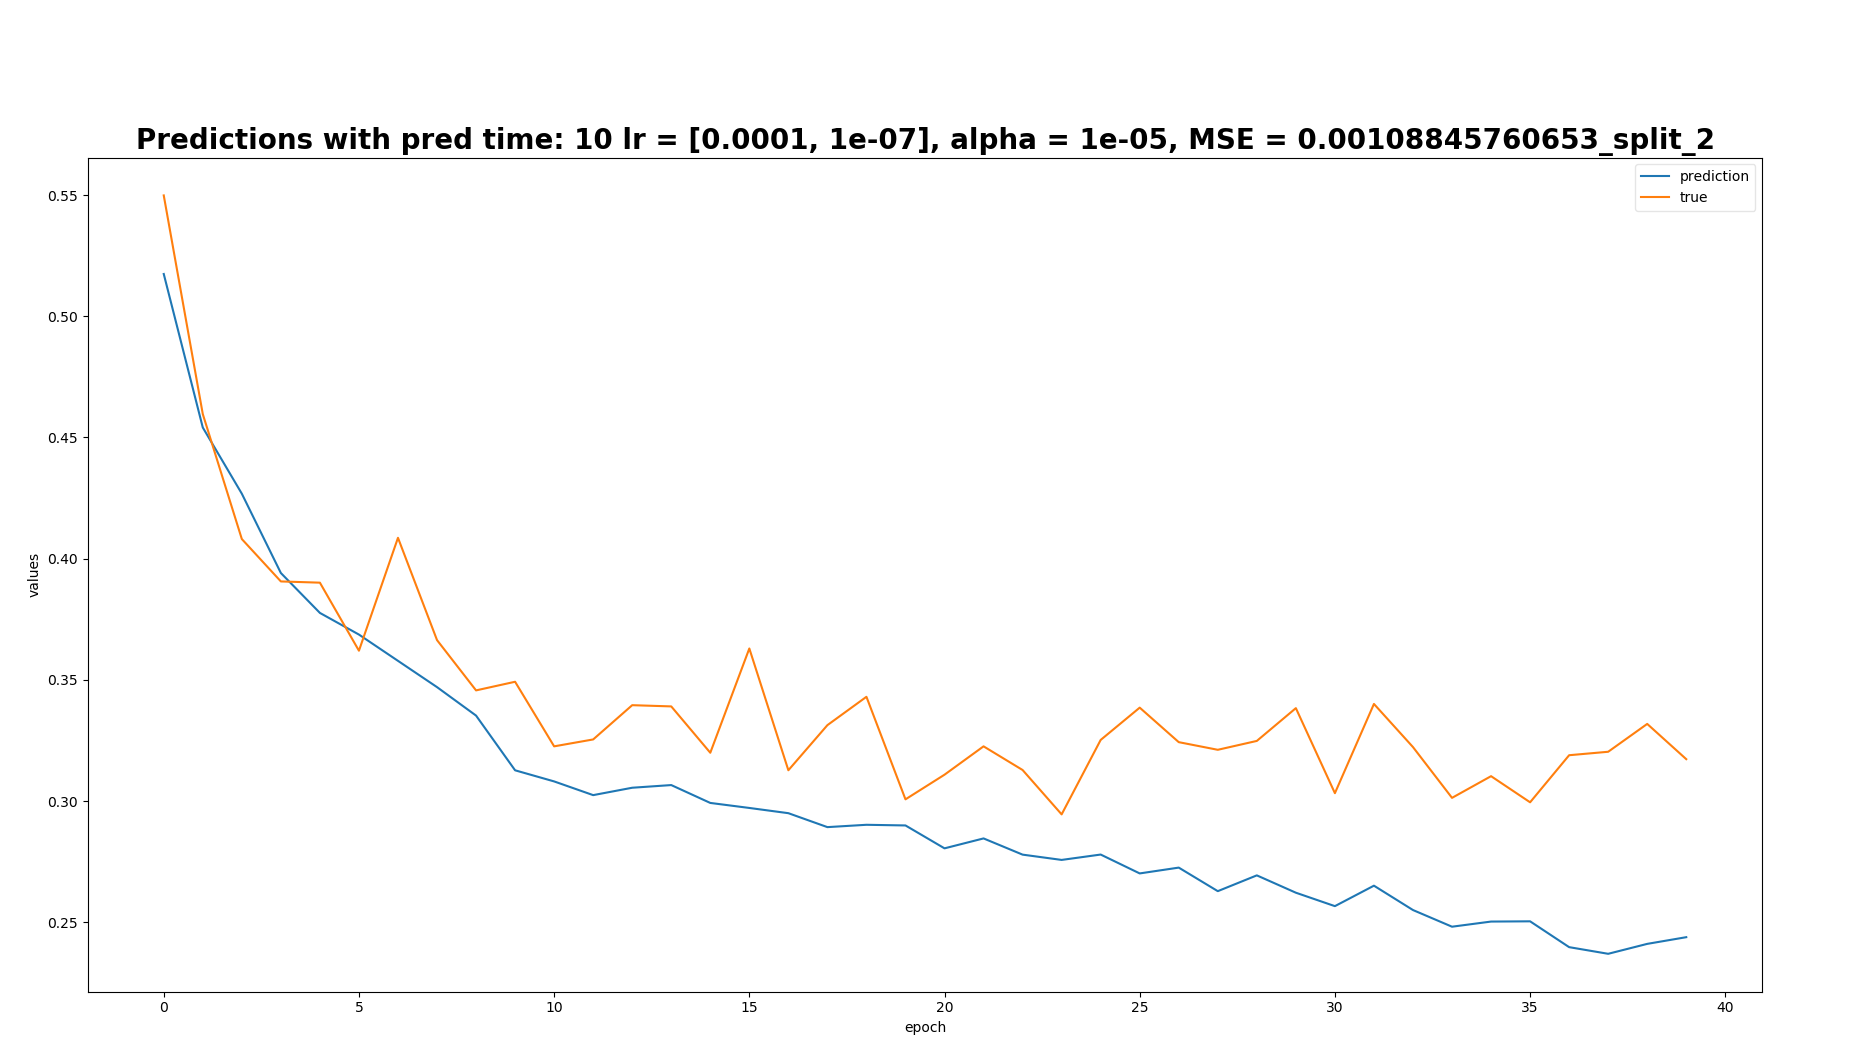 Predictions with pred time: 10 lr = [0.0001, 1e-07], alpha = 1e-05, MSE = 0.00108845760653_split_2
prediction
true
0.55
0.50
0.45
0.40
0.35
0.30
0.25
values
0 5 10 15 20 25 30 35 40
epoch